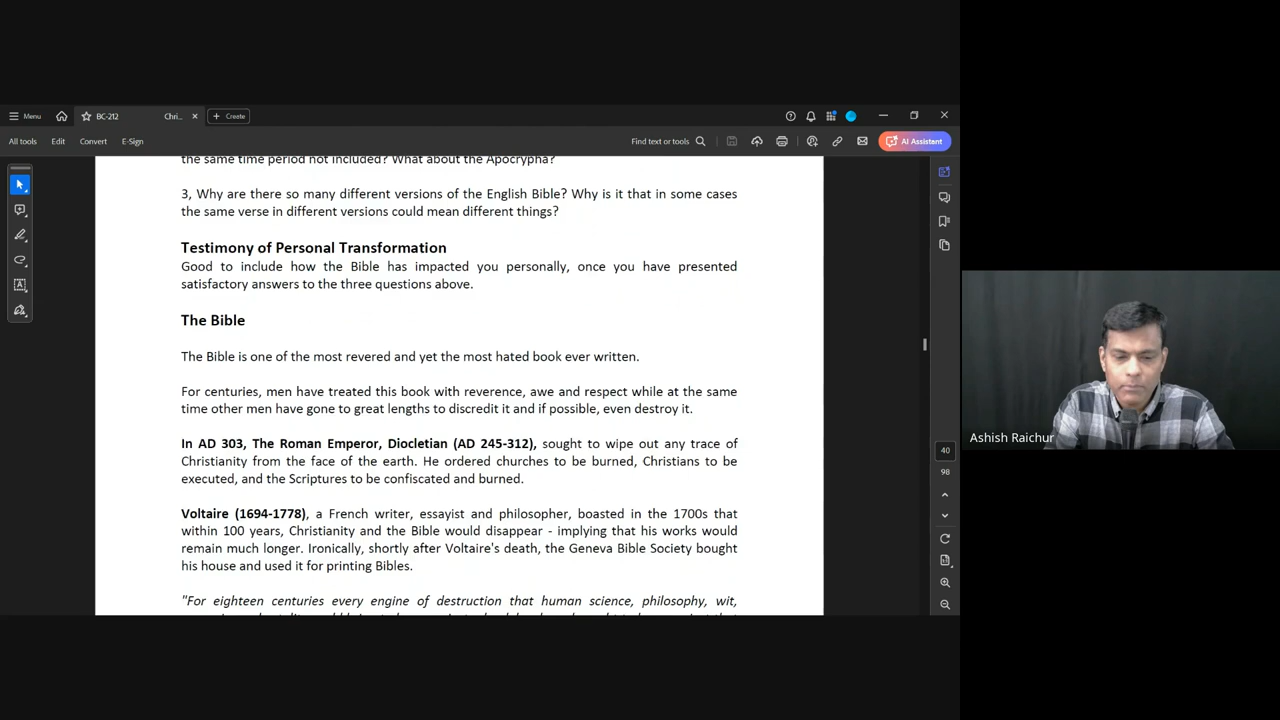 Menu
BC-212
Chri...
Create
All tools
Edit
Convert
E-Sign
Find text or tools
AI Assistant
the same time period not included? What about the Apocrypha?
3, Why are there so many different versions of the English Bible? Why is it that in some cases
the same verse in different versions could mean different things?
Testimony of Personal Transformation
Good to include how the Bible has impacted you personally, once you have presented
satisfactory answers to the three questions above.
The Bible
The Bible is one of the most revered and yet the most hated book ever written.
For centuries, men have treated this book with reverence, awe and respect while at the same
time other men have gone to great lengths to discredit it and if possible, even destroy it.
In AD 303, The Roman Emperor, Diocletian (AD 245-312), sought to wipe out any trace of
Christianity from the face of the earth. He ordered churches to be burned, Christians to be
executed, and the Scriptures to be confiscated and burned.
Voltaire (1694-1778), a French writer, essayist and philosopher, boasted in the 1700s that
within 100 years, Christianity and the Bible would disappear - implying that his works would
remain much longer. Ironically, shortly after Voltaire's death, the Geneva Bible Society bought
his house and used it for printing Bibles.
"For eighteen centuries every engine of destruction that human science, philosophy, wit,
40
98
Ashish Raichur